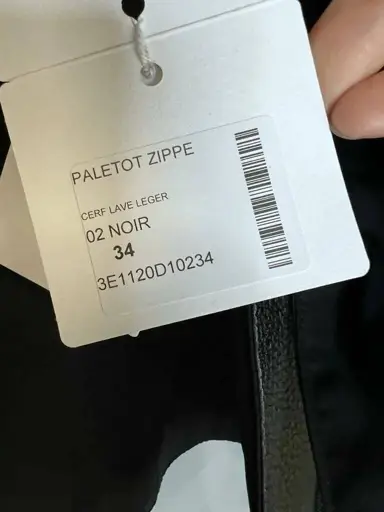 PALETOT ZIPPE
CERF LAVE LEGER
02 NOIR
34
3E1120D10234